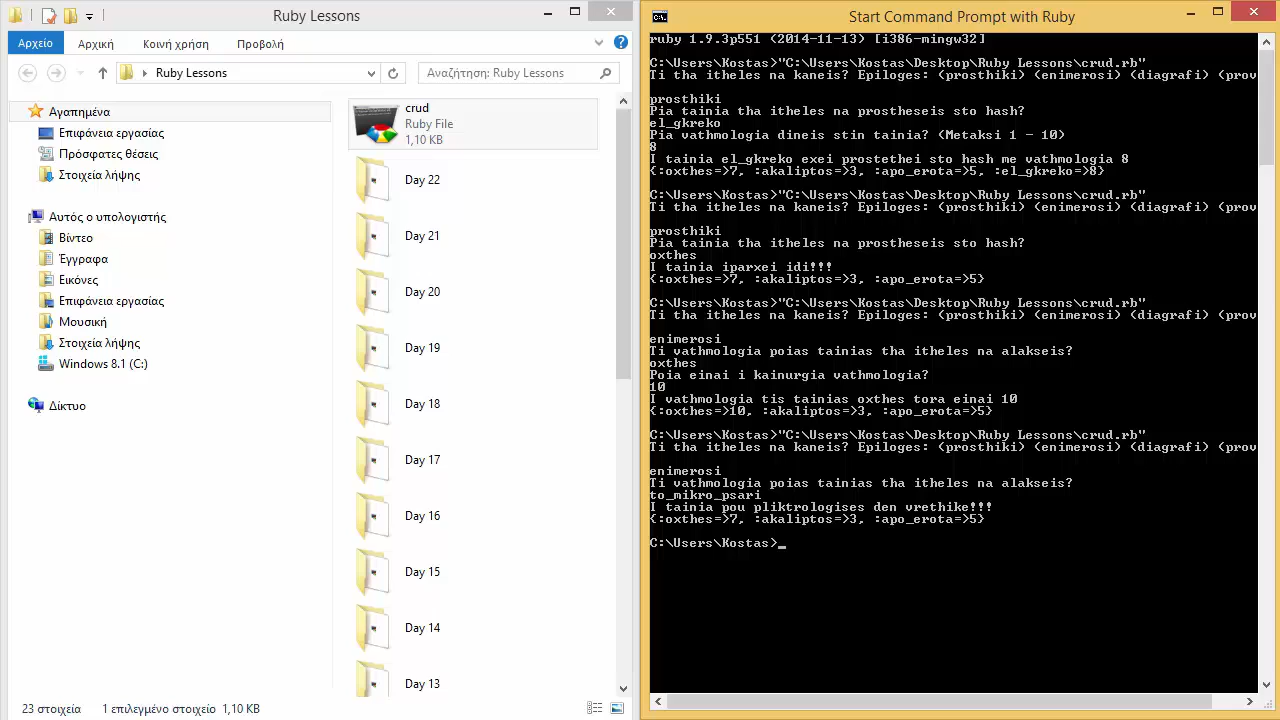 Ruby Lessons
Αρχείο
Αρχική
Κοινή χρήση
Προβολή
Ruby Lessons
Αναζήτηση: Ruby Lessons
Αγαπημένα
Επιφάνεια εργασίας
Πρόσφατες θέσεις
Στοιχεία λήψης
Αυτός ο υπολογιστής
Βίντεο
Έγγραφα
Εικόνες
Επιφάνεια εργασίας
Μουσική
Στοιχεία λήψης
Windows 8.1 (C:)
Δίκτυο
crud
Ruby File
1,10 KB
Day 22
Day 21
Day 20
Day 19
Day 18
Day 17
Day 16
Day 15
Day 14
Day 13
23 στοιχεία
1 επιλεγμένο στοιχείο 1,10 KB
Start Command Prompt with Ruby
ruby 1.9.3p551 (2014-11-13) [i386-mingw32]
C:\Users\Kostas>"C:\Users\Kostas\Desktop\Ruby Lessons\crud.rb"
Ti tha itheles na kaneis? Epiloges: (prosthiki) (enimerosi) (diagrafi) (prov
prosthiki
Pia tainia tha itheles na prostheseis sto hash?
el_gkreko
Pia vathmologia dineis stin tainia? (Metaksi 1 - 10)
8
I tainia el_gkreko exei prostethei sto hash me vathmologia 8
{:oxthes=>7, :akaliptos=>3, :apo_erota=>5, :el_gkreko=>8}
C:\Users\Kostas>"C:\Users\Kostas\Desktop\Ruby Lessons\crud.rb"
Ti tha itheles na kaneis? Epiloges: (prosthiki) (enimerosi) (diagrafi) (prov
prosthiki
Pia tainia tha itheles na prostheseis sto hash?
oxthes
I tainia iparxei idi!!!
{:oxthes=>7, :akaliptos=>3, :apo_erota=>5}
C:\Users\Kostas>"C:\Users\Kostas\Desktop\Ruby Lessons\crud.rb"
Ti tha itheles na kaneis? Epiloges: (prosthiki) (enimerosi) (diagrafi) (prov
enimerosi
Ti vathmologia poias tainias tha itheles na alakseis?
oxthes
Poia einai i kainurgia vathmologia?
10
I vathmologia tis tainias oxthes tora einai 10
{:oxthes=>10, :akaliptos=>3, :apo_erota=>5}
C:\Users\Kostas>"C:\Users\Kostas\Desktop\Ruby Lessons\crud.rb"
Ti tha itheles na kaneis? Epiloges: (prosthiki) (enimerosi) (diagrafi) (prov
enimerosi
Ti vathmologia poias tainias tha itheles na alakseis?
to_mikro_psari
I tainia pou pliktrologises den vrethike!!!
{:oxthes=>7, :akaliptos=>3, :apo_erota=>5}
C:\Users\Kostas>_